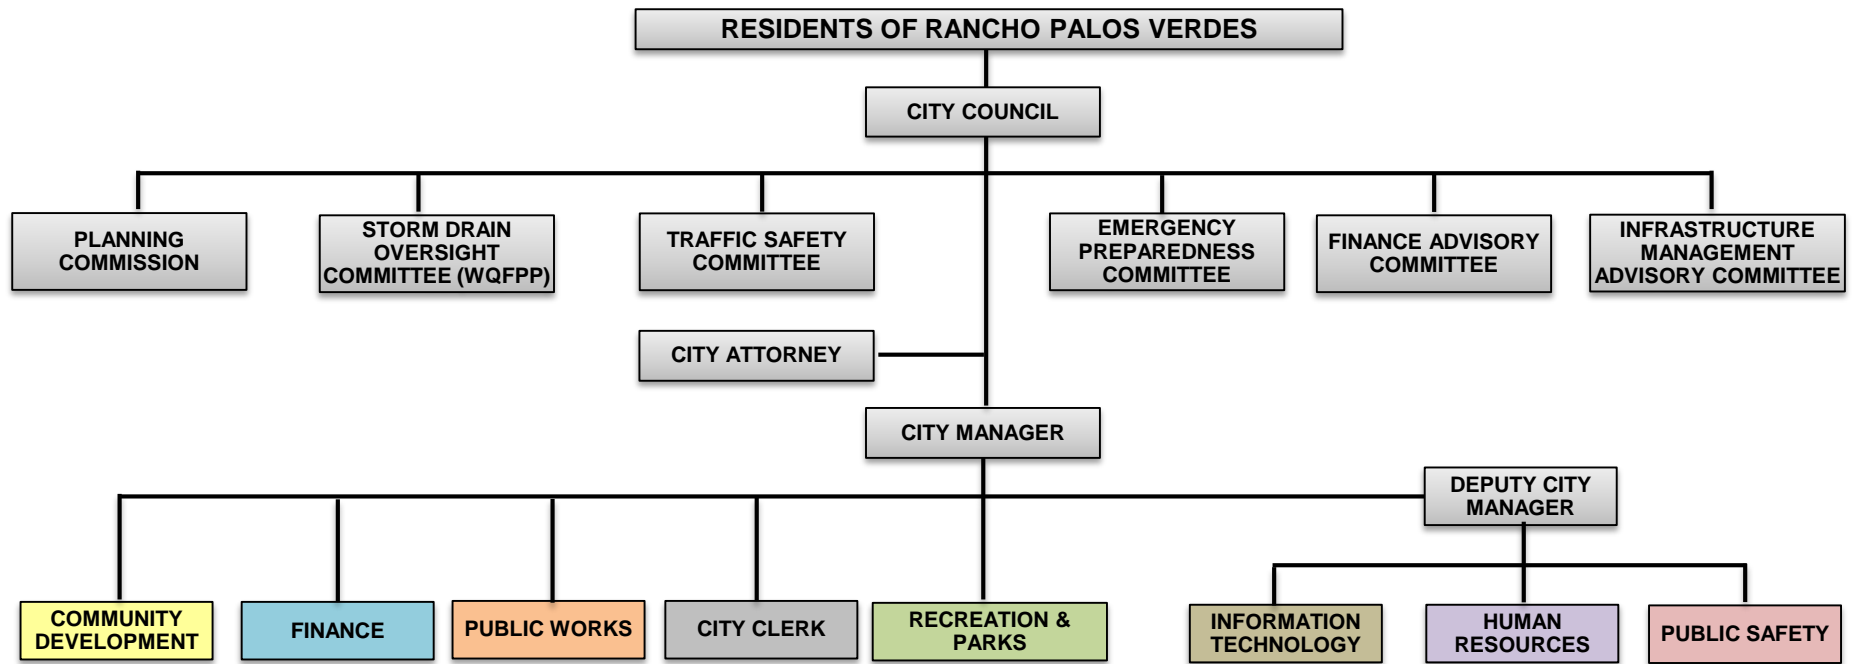 RESIDENTS OF RANCHO PALOS VERDES
CITY COUNCIL
PLANNING
COMMISSION
STORM DRAIN
OVERSIGHT
COMMITTEE (WQFPP)
TRAFFIC SAFETY
COMMITTEE
EMERGENCY
PREPAREDNESS
COMMITTEE
FINANCE ADVISORY
COMMITTEE
INFRASTRUCTURE
MANAGEMENT
ADVISORY COMMITTEE
CITY ATTORNEY
CITY MANAGER
DEPUTY CITY
MANAGER
COMMUNITY
DEVELOPMENT
FINANCE
PUBLIC WORKS
CITY CLERK
RECREATION &
PARKS
INFORMATION
TECHNOLOGY
HUMAN
RESOURCES
PUBLIC SAFETY